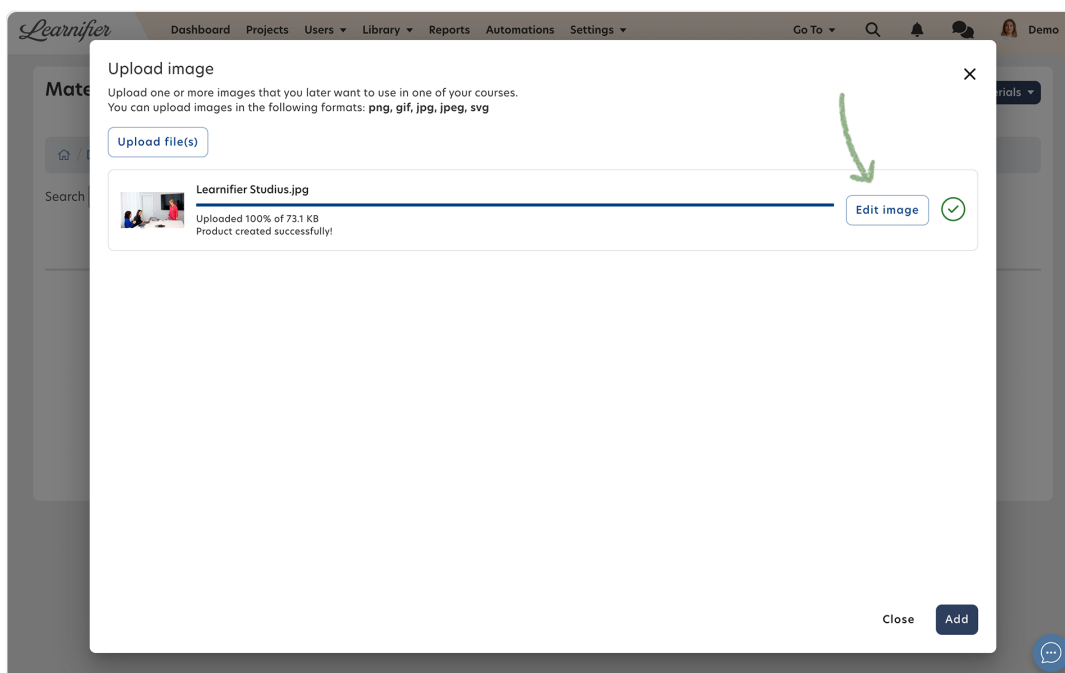 Learnifier
Dashboard Projects Users Library Reports Automations Settings Go To Demo
Upload image
Mate
Upload one or more images that you later want to use in one of your courses.
You can upload images in the following formats: png, gif, jpg, jpeg, svg
rials
Upload file(s)
/
Search
Learnifier Studius.jpg
Edit image
Uploaded 100% of 73.1 KB
Product created successfully!
Close Add